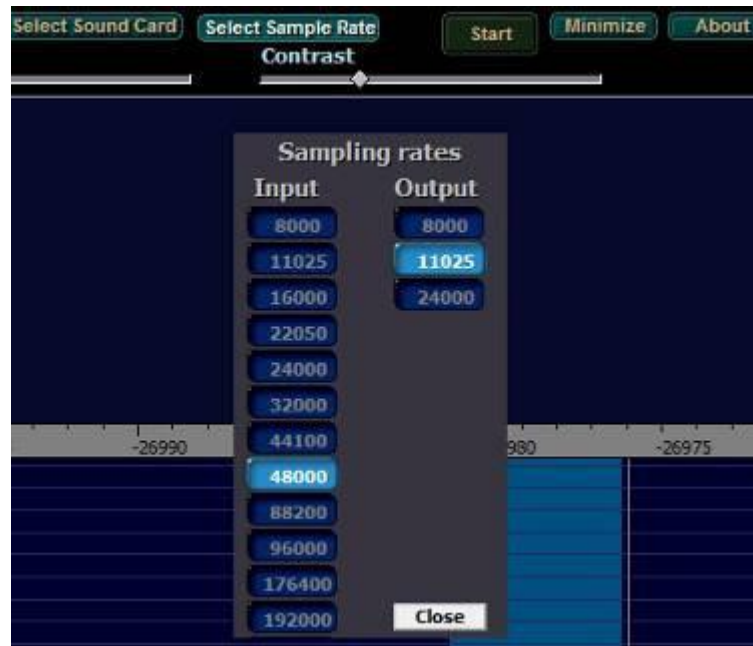 Select Sound Card Select Sample Rate Start Minimize About
Contrast
Sampling rates
Input Output
8000 8000
11025 11025
16000 24000
22050
24000
32000
44100
-26990 980 -26975
48000
88200
96000
176400
192000 Close